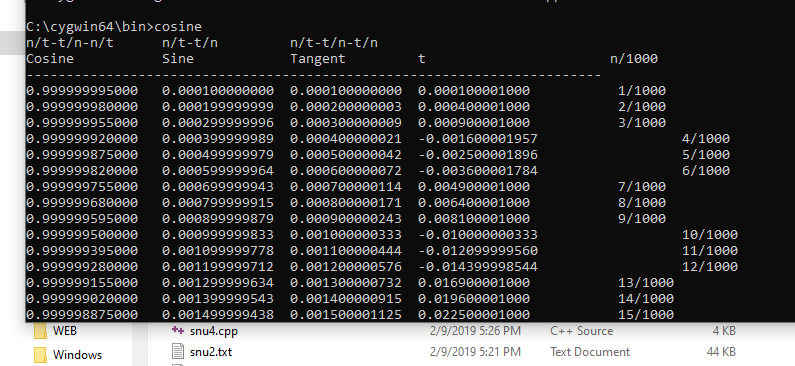 C:\cygwin64\bin>cosine
n/t-t/n-n/t n/t-t/n n/t-t/n-t/n
Cosine Sine Tangent t n/1000
------------------------------------------------------------------------
0.999999995000 0.000100000000 0.000100000000 0.000100001000 1/1000
0.999999980000 0.000199999999 0.000200000003 0.000400001000 2/1000
0.999999955000 0.000299999996 0.000300000009 0.000900001000 3/1000
0.999999920000 0.000399999989 0.000400000021 -0.001600001957 4/1000
0.999999875000 0.000499999979 0.000500000042 -0.002500001896 5/1000
0.999999820000 0.000599999964 0.000600000072 -0.003600001784 6/1000
0.999999755000 0.000699999943 0.000700000114 0.004900001000 7/1000
0.999999680000 0.000799999915 0.000800000171 0.006400001000 8/1000
0.999999595000 0.000899999879 0.000900000243 0.008100001000 9/1000
0.999999500000 0.000999999833 0.001000000333 -0.010000000333 10/1000
0.999999395000 0.001099999778 0.001100000444 -0.012099999560 11/1000
0.999999280000 0.001199999712 0.001200000576 -0.014399998544 12/1000
0.999999155000 0.001299999634 0.001300000732 0.016900001000 13/1000
0.999999020000 0.001399999543 0.001400000915 0.019600001000 14/1000
0.999998875000 0.001499999438 0.001500001125 0.022500001000 15/1000
WEB snu4.cpp 2/9/2019 5:26 PM C++ Source 4 KB
Windows snu2.txt 2/9/2019 5:21 PM Text Document 44 KB